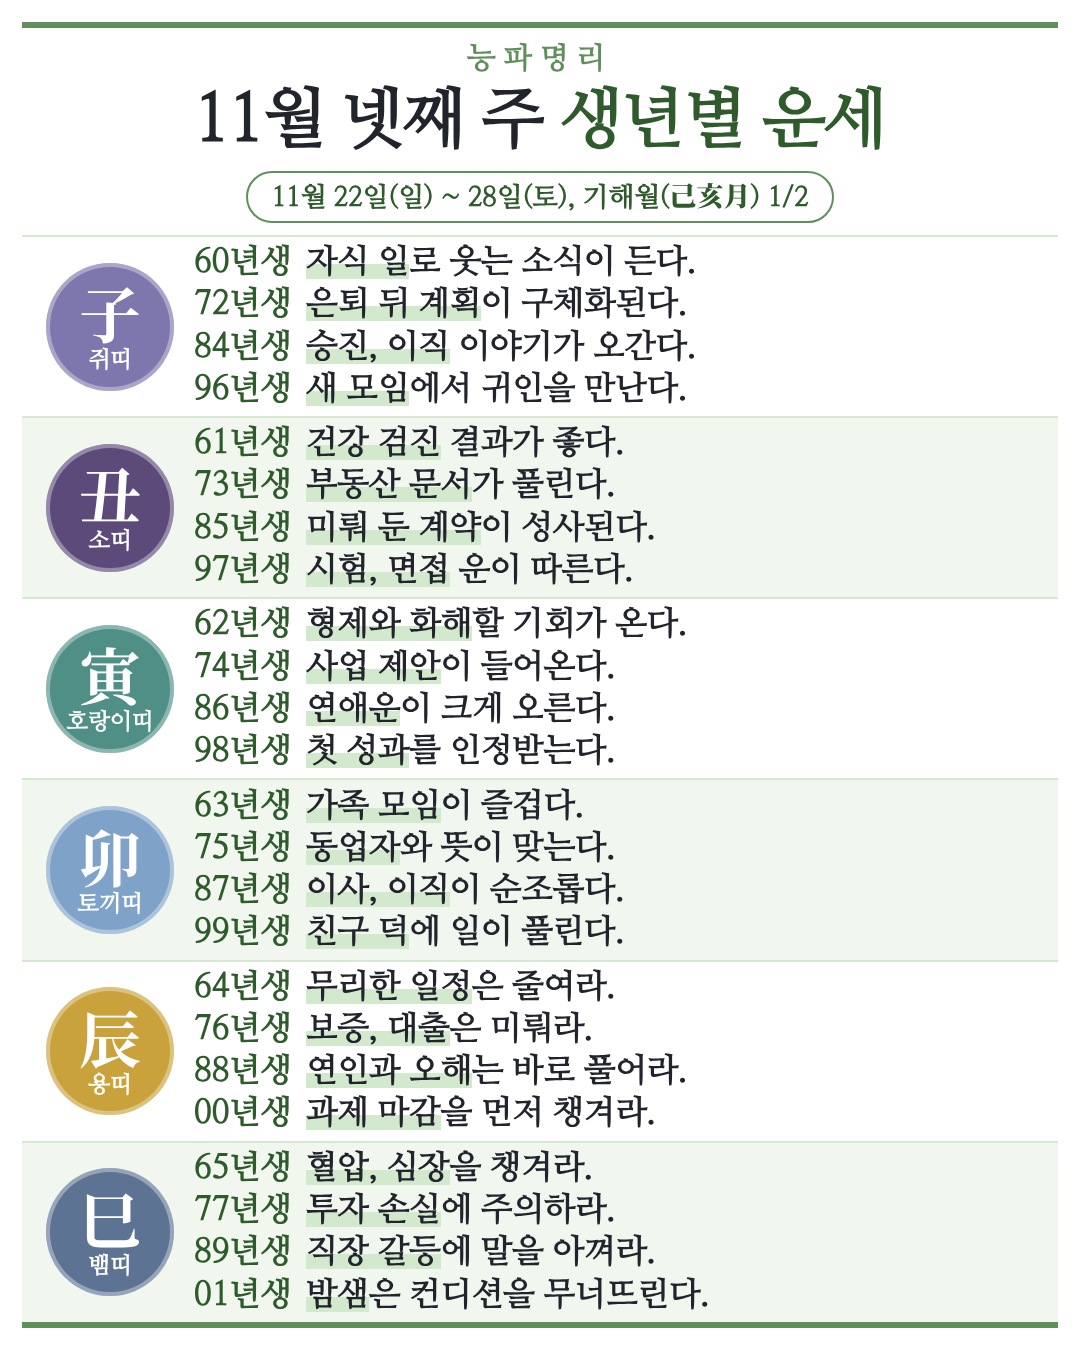 능파명리
11월 넷째 주 생년별 운세
11월 22일(일) ~ 28일(토), 기해월(己亥月) 1/2
子
쥐띠
60년생 자식 일로 웃는 소식이 든다.
72년생 은퇴 뒤 계획이 구체화된다.
84년생 승진, 이직 이야기가 오간다.
96년생 새 모임에서 귀인을 만난다.
丑
소띠
61년생 건강 검진 결과가 좋다.
73년생 부동산 문서가 풀린다.
85년생 미뤄 둔 계약이 성사된다.
97년생 시험, 면접 운이 따른다.
寅
호랑이띠
62년생 형제와 화해할 기회가 온다.
74년생 사업 제안이 들어온다.
86년생 연애운이 크게 오른다.
98년생 첫 성과를 인정받는다.
卯
토끼띠
63년생 가족 모임이 즐겁다.
75년생 동업자와 뜻이 맞는다.
87년생 이사, 이직이 순조롭다.
99년생 친구 덕에 일이 풀린다.
辰
용띠
64년생 무리한 일정은 줄여라.
76년생 보증, 대출은 미뤄라.
88년생 연인과 오해는 바로 풀어라.
00년생 과제 마감을 먼저 챙겨라.
巳
뱀띠
65년생 혈압, 심장을 챙겨라.
77년생 투자 손실에 주의하라.
89년생 직장 갈등에 말을 아껴라.
01년생 밤샘은 컨디션을 무너뜨린다.